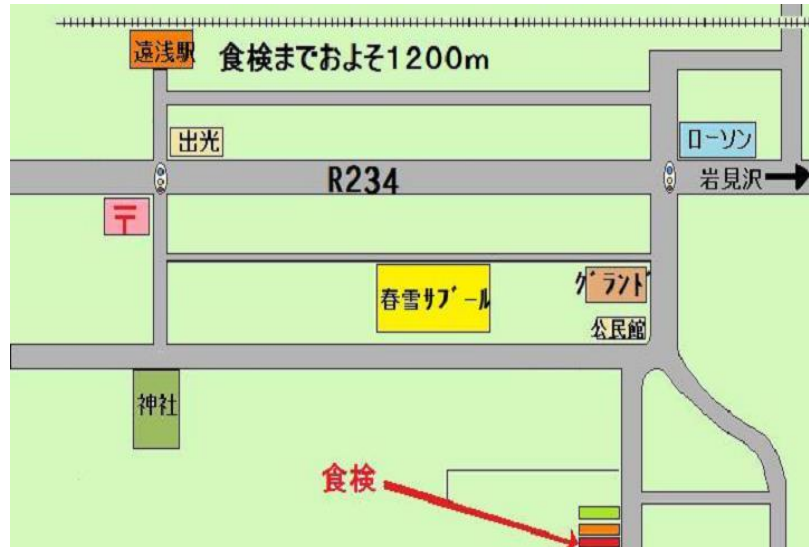 遠浅駅
食検までおよそ1200m
出光
ローソン
R234
岩見沢
〒
春雪サブール
グランド
公民館
神社
食検